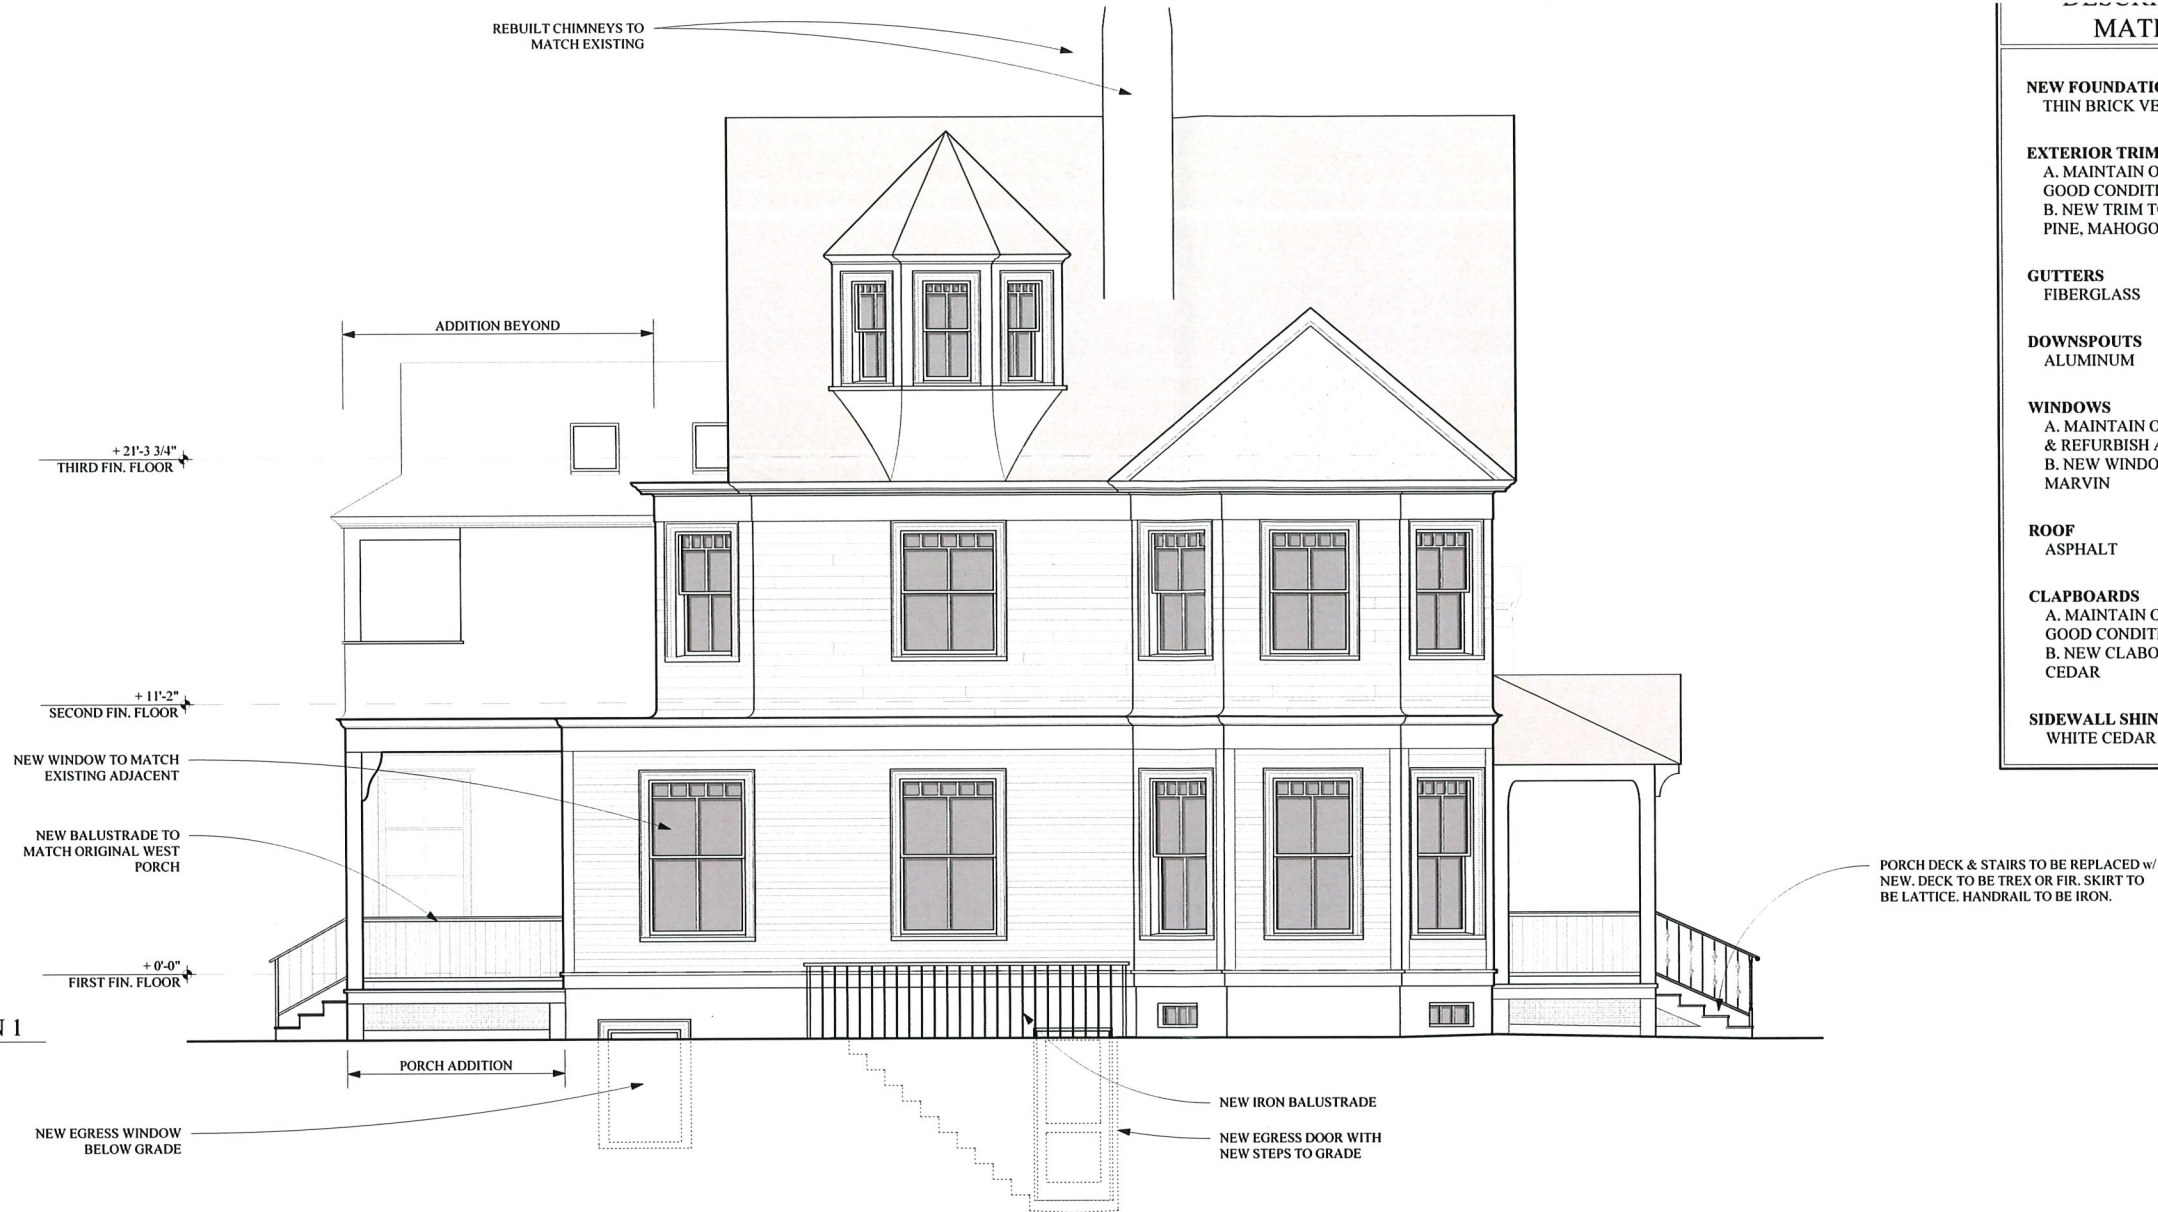 REBUILT CHIMNEYS TO
MATCH EXISTING
ADDITION BEYOND
+ 21'-3 3/4"
THIRD FIN. FLOOR
+ 11'-2"
SECOND FIN. FLOOR
NEW WINDOW TO MATCH
EXISTING ADJACENT
NEW BALUSTRADE TO
MATCH ORIGINAL WEST
PORCH
+ 0'-0"
FIRST FIN. FLOOR
N 1
PORCH ADDITION
NEW EGRESS WINDOW
BELOW GRADE
NEW IRON BALUSTRADE
NEW EGRESS DOOR WITH
NEW STEPS TO GRADE
PORCH DECK & STAIRS TO BE REPLACED w/
NEW. DECK TO BE TREX OR FIR. SKIRT TO
BE LATTICE. HANDRAIL TO BE IRON.
MAT
NEW FOUNDATI
THIN BRICK VE
EXTERIOR TRIM
A. MAINTAIN O
GOOD CONDITI
B. NEW TRIM T
PINE, MAHOGO
GUTTERS
FIBERGLASS
DOWNSPOUTS
ALUMINUM
WINDOWS
A. MAINTAIN O
& REFURBISH A
B. NEW WINDO
MARVIN
ROOF
ASPHALT
CLAPBOARDS
A. MAINTAIN O
GOOD CONDITI
B. NEW CLABO
CEDAR
SIDEWALL SHIN
WHITE CEDAR